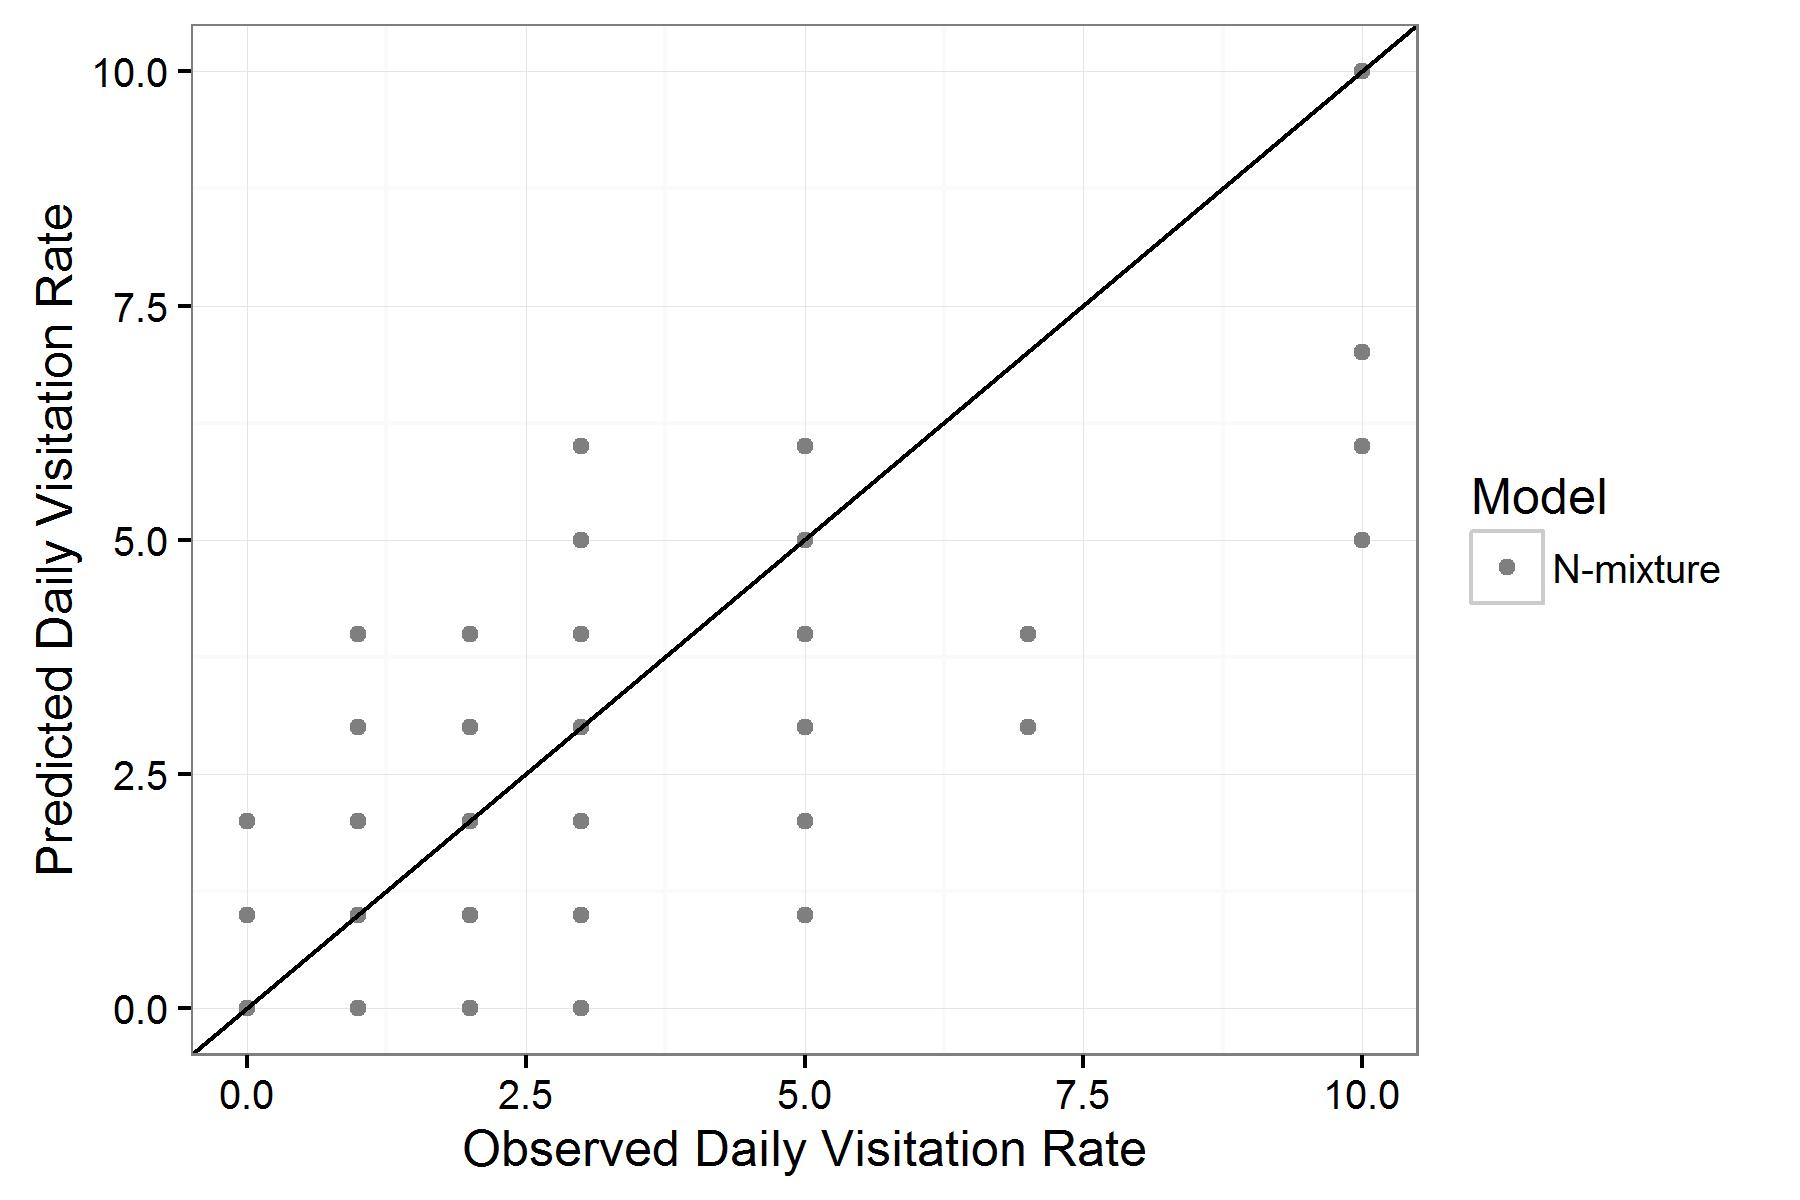 Predicted Daily Visitation Rate
10.0
7.5
5.0
2.5
0.0
0.0 2.5 5.0 7.5 10.0
Observed Daily Visitation Rate
Model
N-mixture